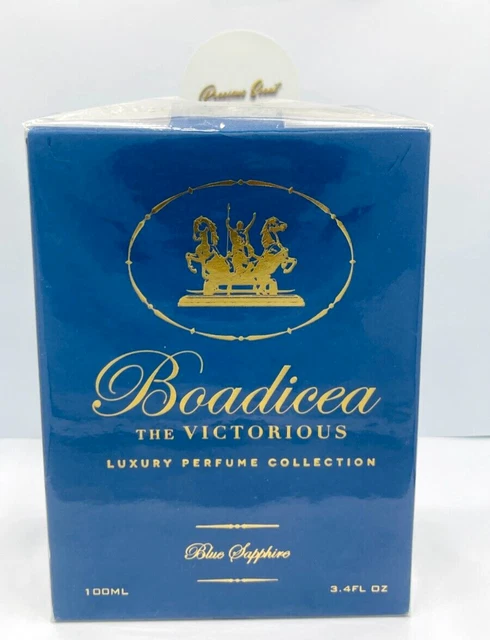 Boadicea
THE VICTORIOUS
LUXURY PERFUME COLLECTION
Blue Sapphire
100ML
3.4FL OZ